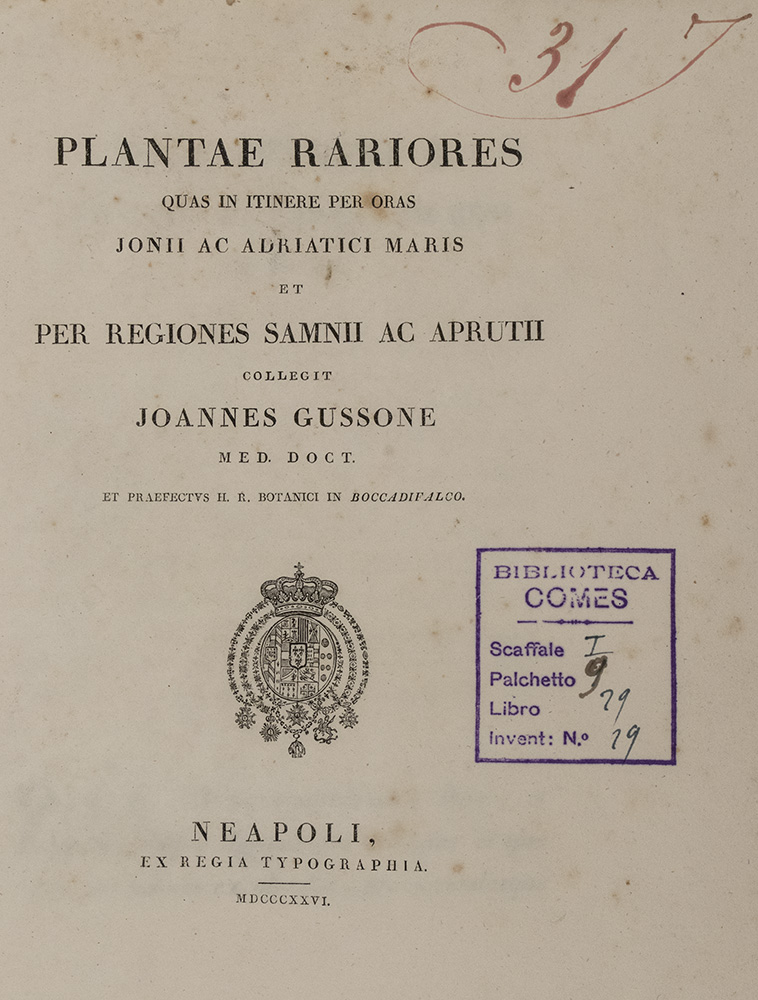 317
PLANTAE RARIORES
QUAS IN ITINERE PER ORAS
JONII AC ADRIATICI MARIS
ET
PER REGIONES SAMNII AC APRUTII
COLLEGIT
JOANNES GUSSONE
MED. DOCT.
ET PRAEFECTVS H. R. BOTANICI IN BOCCADIFALCO.
BIBLIOTECA
COMES
Scaffale I
Palchetto 9
Libro 29
Invent: N.o 29
NEAPOLI,
EX REGIA TYPOGRAPHIA.
MDCCCXXVI.